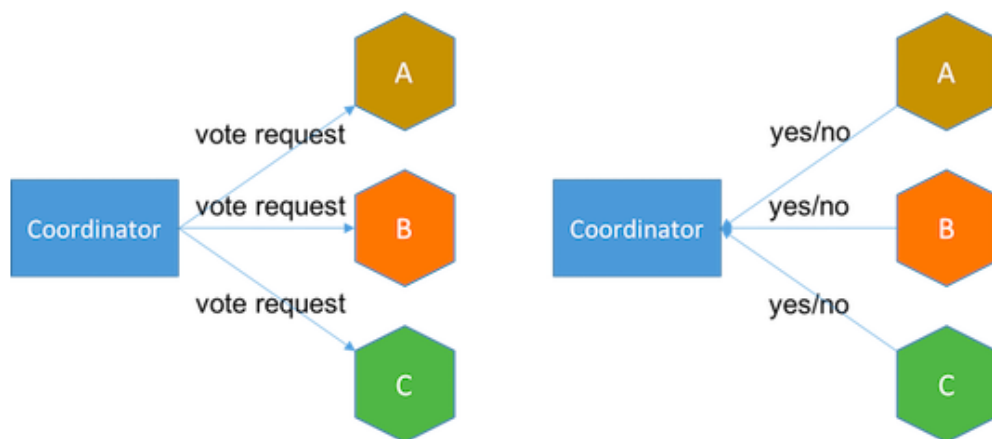 A
vote request
Coordinator
vote request
B
vote request
C
A
yes/no
Coordinator
yes/no
B
yes/no
C